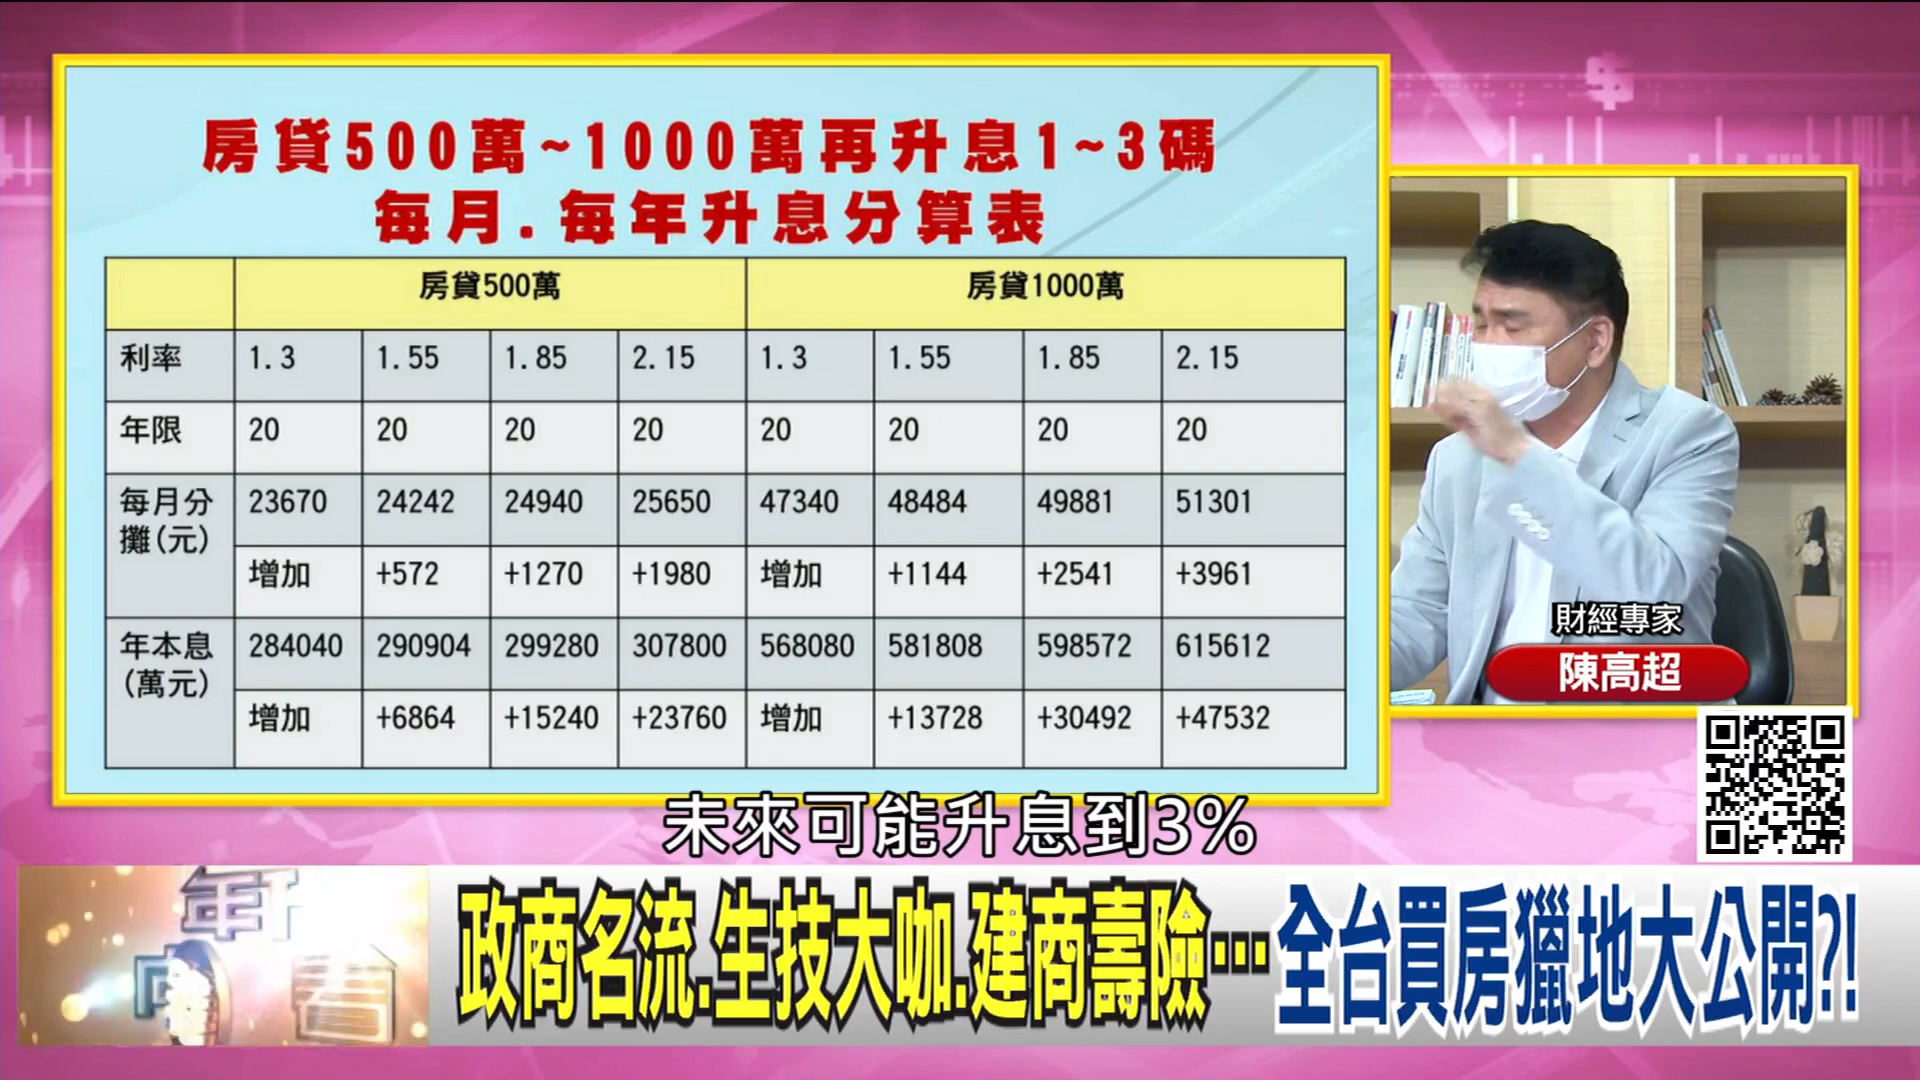 房貸500萬~1000萬再升息1~3碼
每月.每年升息分算表
房貸500萬 房貸1000萬
利率 1.3 1.55 1.85 2.15 1.3 1.55 1.85 2.15
年限 20 20 20 20 20 20 20 20
每月分攤(元) 23670 24242 24940 25650 47340 48484 49881 51301
增加 +572 +1270 +1980 增加 +1144 +2541 +3961
年本息(萬元) 284040 290904 299280 307800 568080 581808 598572 615612
增加 +6864 +15240 +23760 增加 +13728 +30492 +47532
財經專家
陳高超
未來可能升息到3%
政商名流.生技大咖.建商壽險…全台買房獵地大公開?!